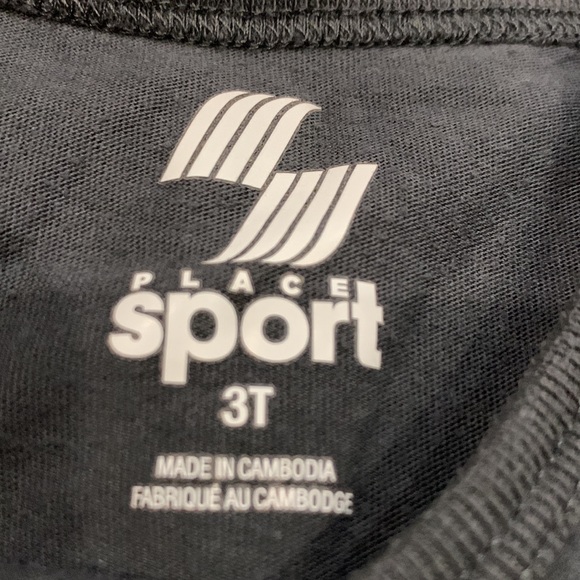 PLACE
sport
3T
MADE IN CAMBODIA
FABRIQUÉ AU CAMBODGE